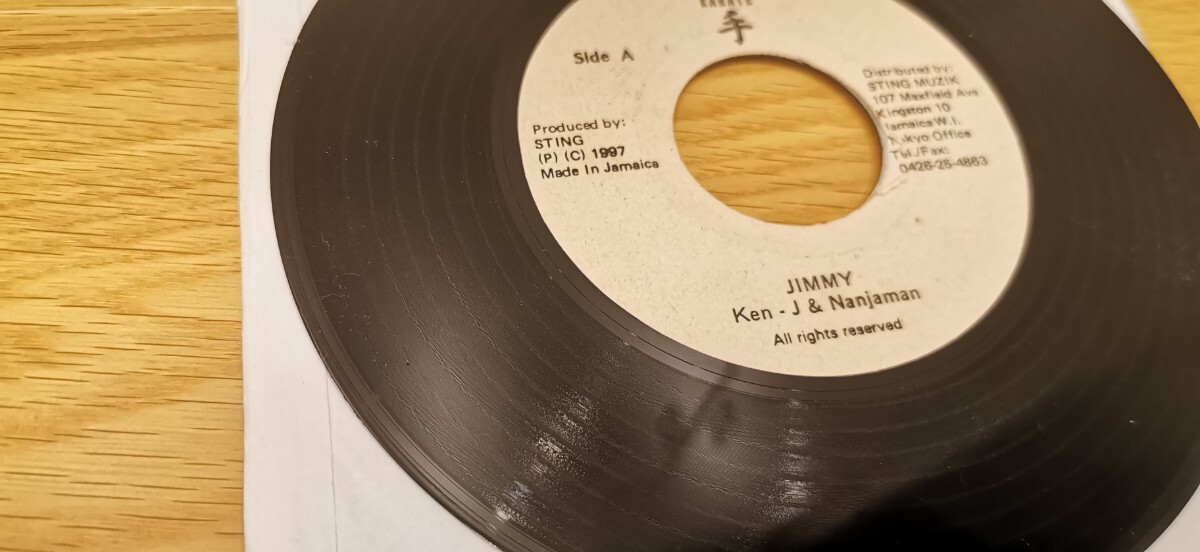 KARATE
手
Side A
Produced by:
STING
(P) (C) 1997
Made In Jamaica
Distributed by:
STING MUZIK
107 Maxfield Ave
Kingston 10
Jamaica W.I.
Tokyo Office
Tel./Fax:
0426-25-4863
JIMMY
Ken - J & Nanjaman
All rights reserved